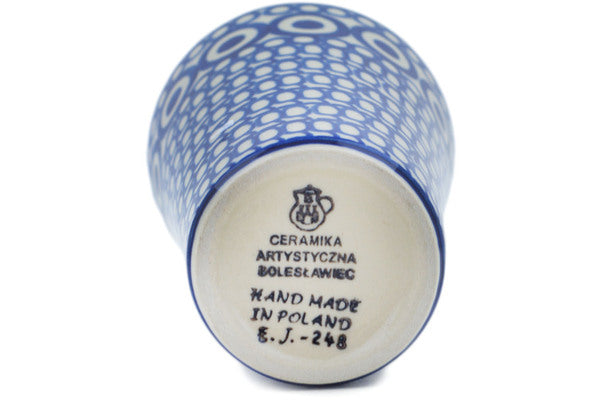 CERAMIKA
ARTYSTYCZNA
BOLESŁAWIEC
HAND MADE
IN POLAND
E.J.-248